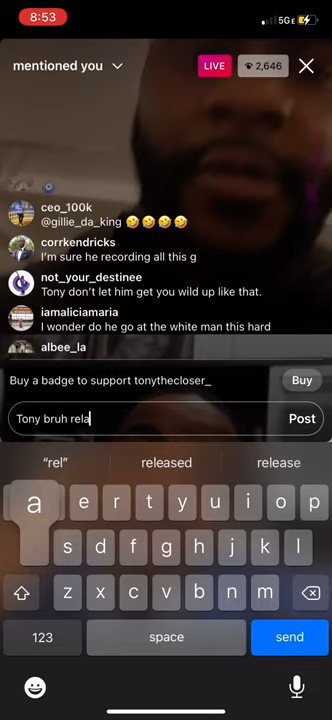 8:53
5GE
mentioned you
LIVE
2,646
ceo_100k
@gillie_da_king 🤣🤣🤣🤣
corrkendricks
I'm sure he recording all this g
not_your_destinee
Tony don't let him get you wild up like that.
iamaliciamaria
I wonder do he go at the white man this hard
albee_la
Buy a badge to support tonythecloser_
Buy
Tony bruh rela
Post
"rel" released release
a e r t y u i o p
s d f g h j k l
z x c v b n m
123 space send